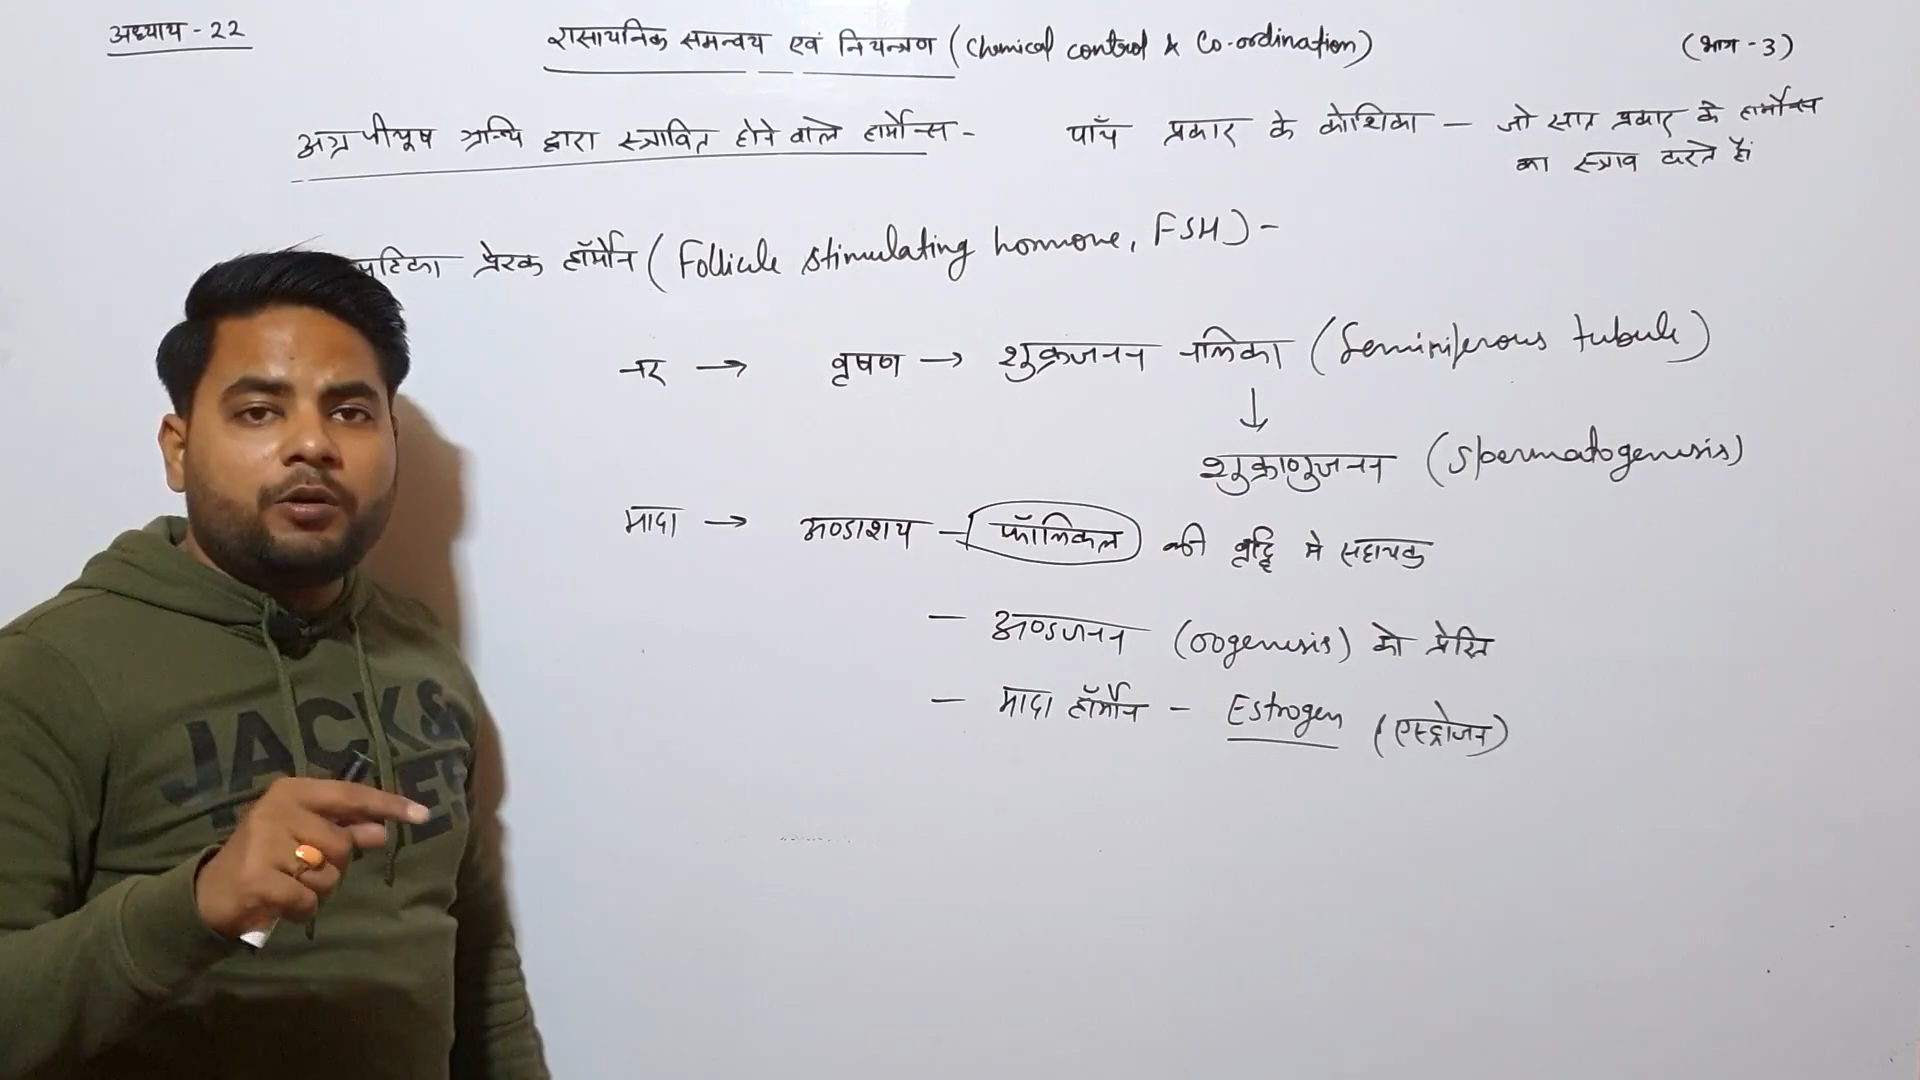 अध्याय - 22
रासायनिक समन्वय एवं नियन्त्रण (Chemical control & Co-ordination)
(भाग - 3)
अग्र पीयूष ग्रन्थि द्वारा स्त्रावित होने वाले हार्मोन्स - पाँच प्रकार के कोशिका — जो सात प्रकार के हार्मोन्स
का स्त्राव करते हैं।
पुटिका प्रेरक हॉर्मोन (Follicle stimulating hormone, FSH) -
नर → वृषण → शुक्रजनन नलिका (Seminiferous tubule)
↓
शुक्राणुजनन (Spermatogenesis)
मादा → अण्डाशय - फॉलिकल की वृद्धि मे सहायक
- अण्डजनन (oogenesis) को प्रेरित
- मादा हॉर्मोन - Estrogen (एस्ट्रोजन)
JACK&